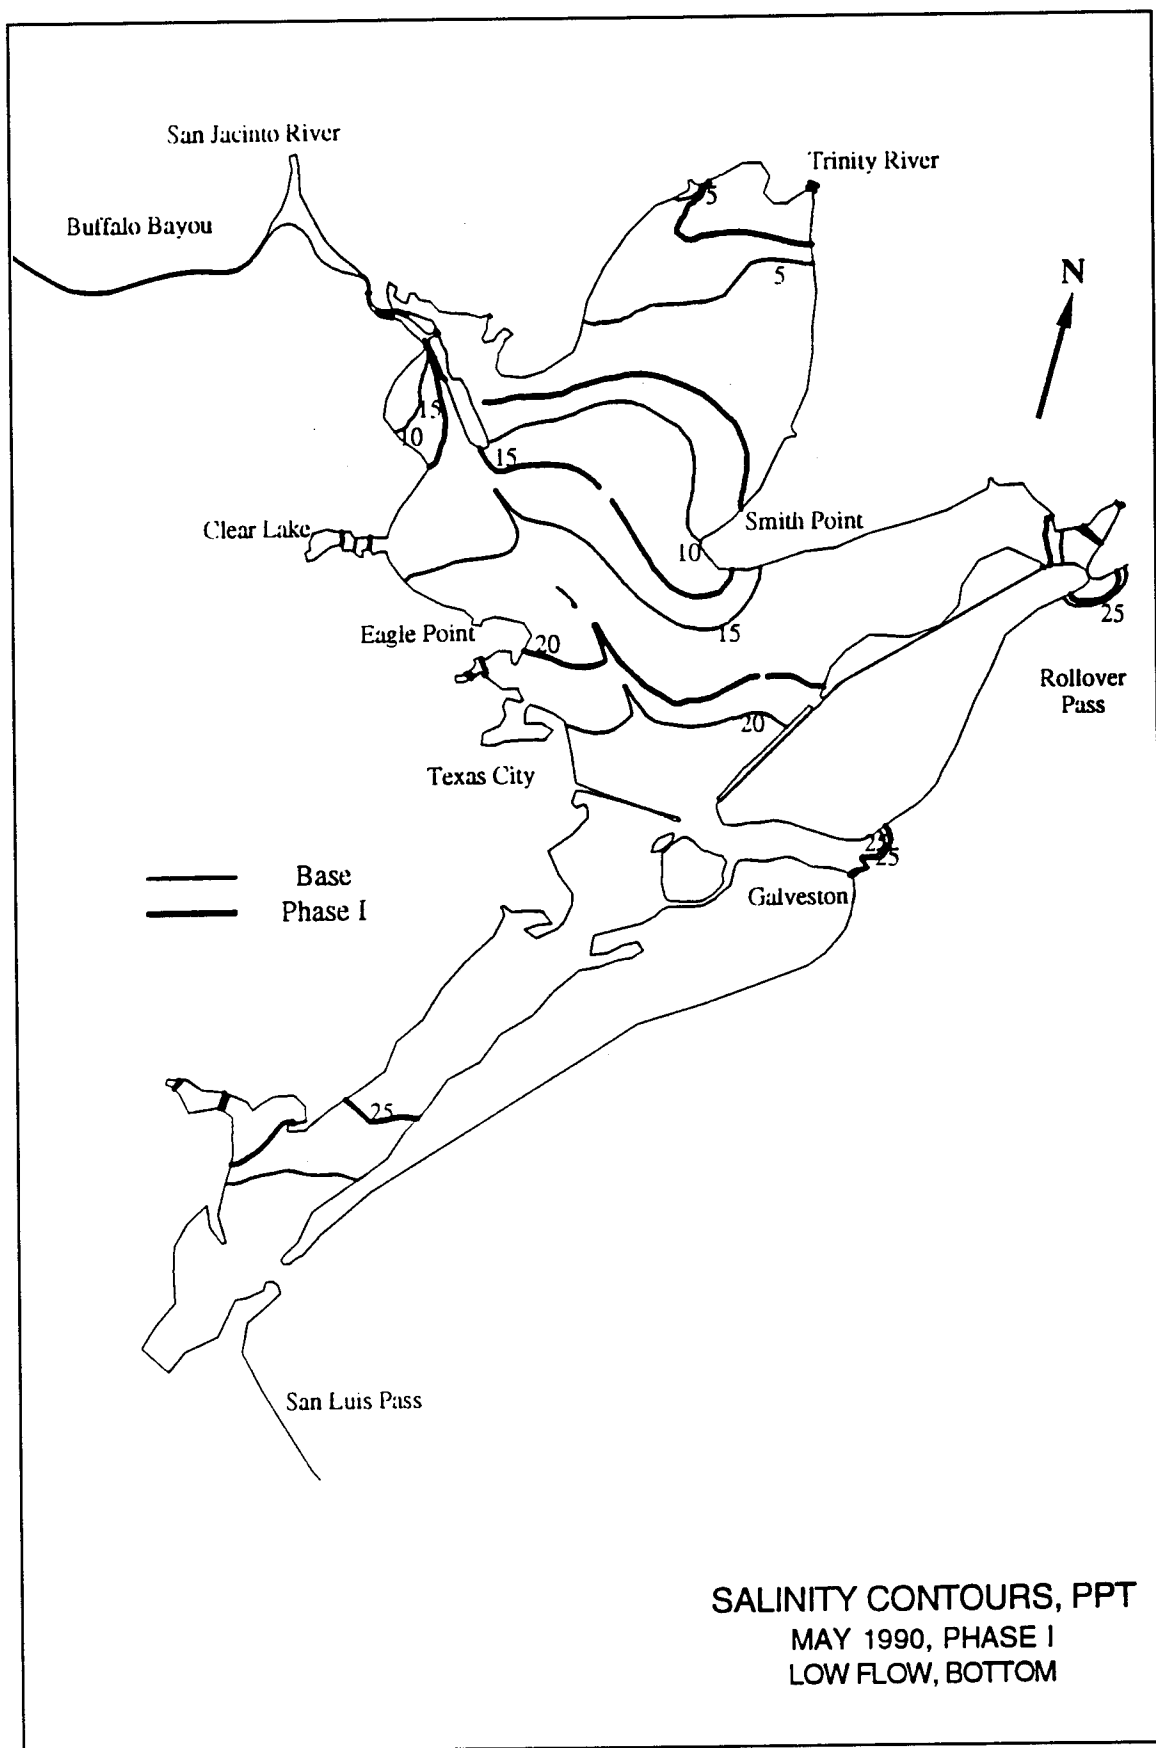 San Jacinto River
Trinity River
Buffalo Bayou
5
5
N
15
10
15
Smith Point
Clear Lake
10
25
15
Eagle Point
20
Rollover
Pass
20
Texas City
25
Base
Phase I
Galveston
25
San Luis Pass
SALINITY CONTOURS, PPT
MAY 1990, PHASE I
LOW FLOW, BOTTOM